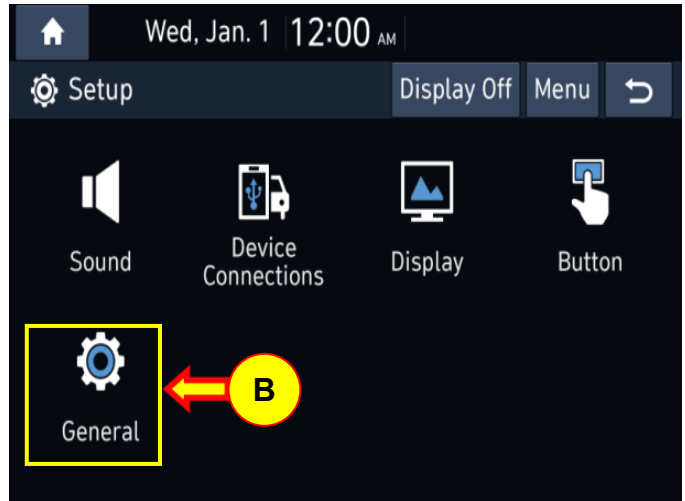 Wed, Jan. 1 12:00 AM
Setup Display Off Menu
Sound
Device
Connections
Display
Button
General
B